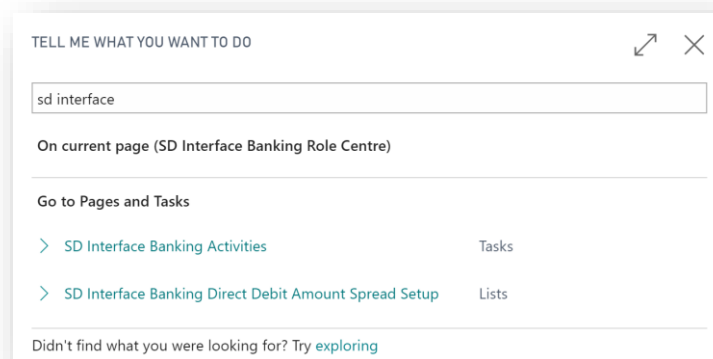 TELL ME WHAT YOU WANT TO DO
sd interface
On current page (SD Interface Banking Role Centre)
Go to Pages and Tasks
SD Interface Banking Activities Tasks
SD Interface Banking Direct Debit Amount Spread Setup Lists
Didn't find what you were looking for? Try exploring